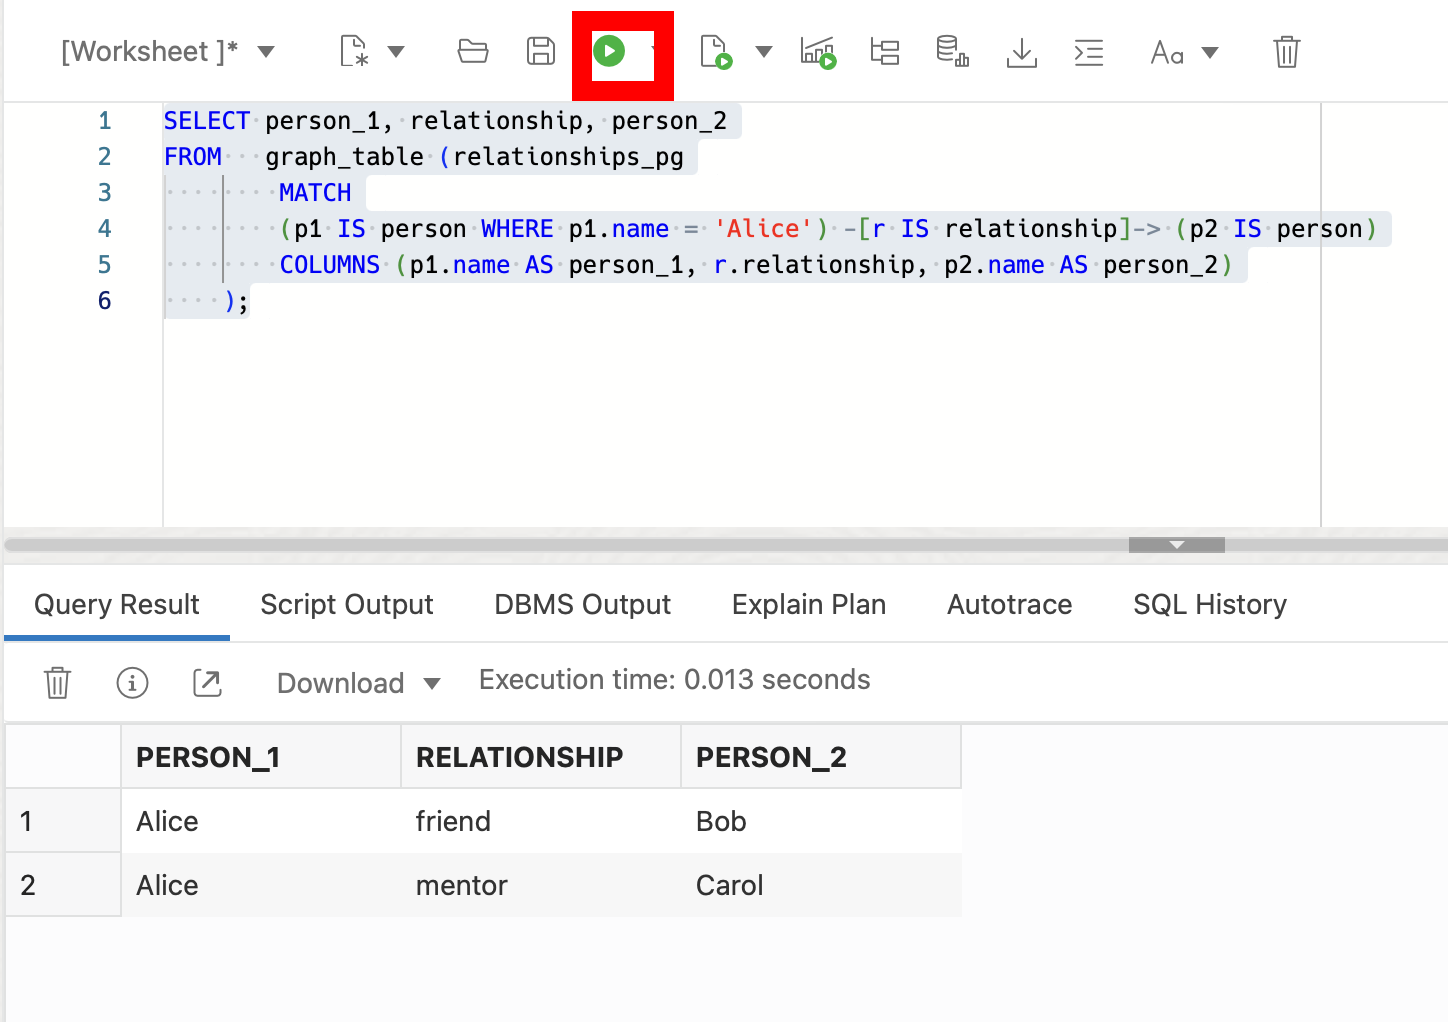 [Worksheet ]*
Aa
1 SELECT person_1, relationship, person_2
2 FROM   graph_table (relationships_pg
3         MATCH
4         (p1 IS person WHERE p1.name = 'Alice') -[r IS relationship]-> (p2 IS person)
5         COLUMNS (p1.name AS person_1, r.relationship, p2.name AS person_2)
6     );
Query Result Script Output DBMS Output Explain Plan Autotrace SQL History
Download Execution time: 0.013 seconds
PERSON_1 RELATIONSHIP PERSON_2
1 Alice friend Bob
2 Alice mentor Carol